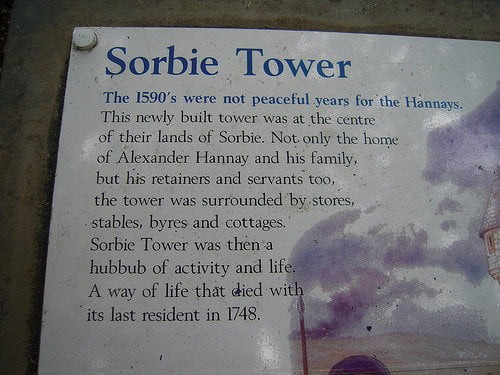 Sorbie Tower
The 1590's were not peaceful years for the Hannays.
This newly built tower was at the centre
of their lands of Sorbie. Not only the home
of Alexander Hannay and his family,
but his retainers and servants too,
the tower was surrounded by stores,
stables, byres and cottages.
Sorbie Tower was then a
hubbub of activity and life.
A way of life that died with
its last resident in 1748.